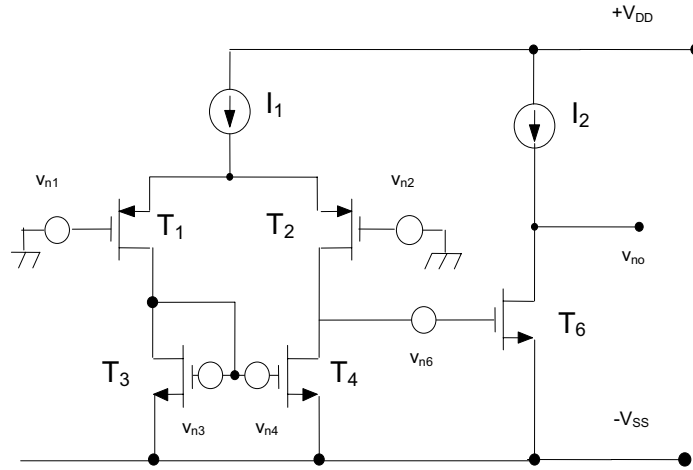 +V_DD
I_1
I_2
v_n1
v_n2
T_1
T_2
v_no
T_6
T_3
T_4
v_n6
v_n3
v_n4
-V_SS